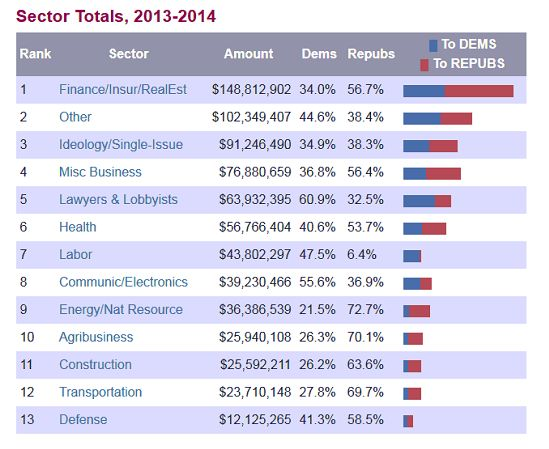 Sector Totals, 2013-2014
Rank Sector Amount Dems Repubs To DEMS
To REPUBS
1 Finance/Insur/RealEst $148,812,902 34.0% 56.7%
2 Other $102,349,407 44.6% 38.4%
3 Ideology/Single-Issue $91,246,490 34.9% 38.3%
4 Misc Business $76,880,659 36.8% 56.4%
5 Lawyers & Lobbyists $63,932,395 60.9% 32.5%
6 Health $56,766,404 40.6% 53.7%
7 Labor $43,802,297 47.5% 6.4%
8 Communic/Electronics $39,230,466 55.6% 36.9%
9 Energy/Nat Resource $36,386,539 21.5% 72.7%
10 Agribusiness $25,940,108 26.3% 70.1%
11 Construction $25,592,211 26.2% 63.6%
12 Transportation $23,710,148 27.8% 69.7%
13 Defense $12,125,265 41.3% 58.5%